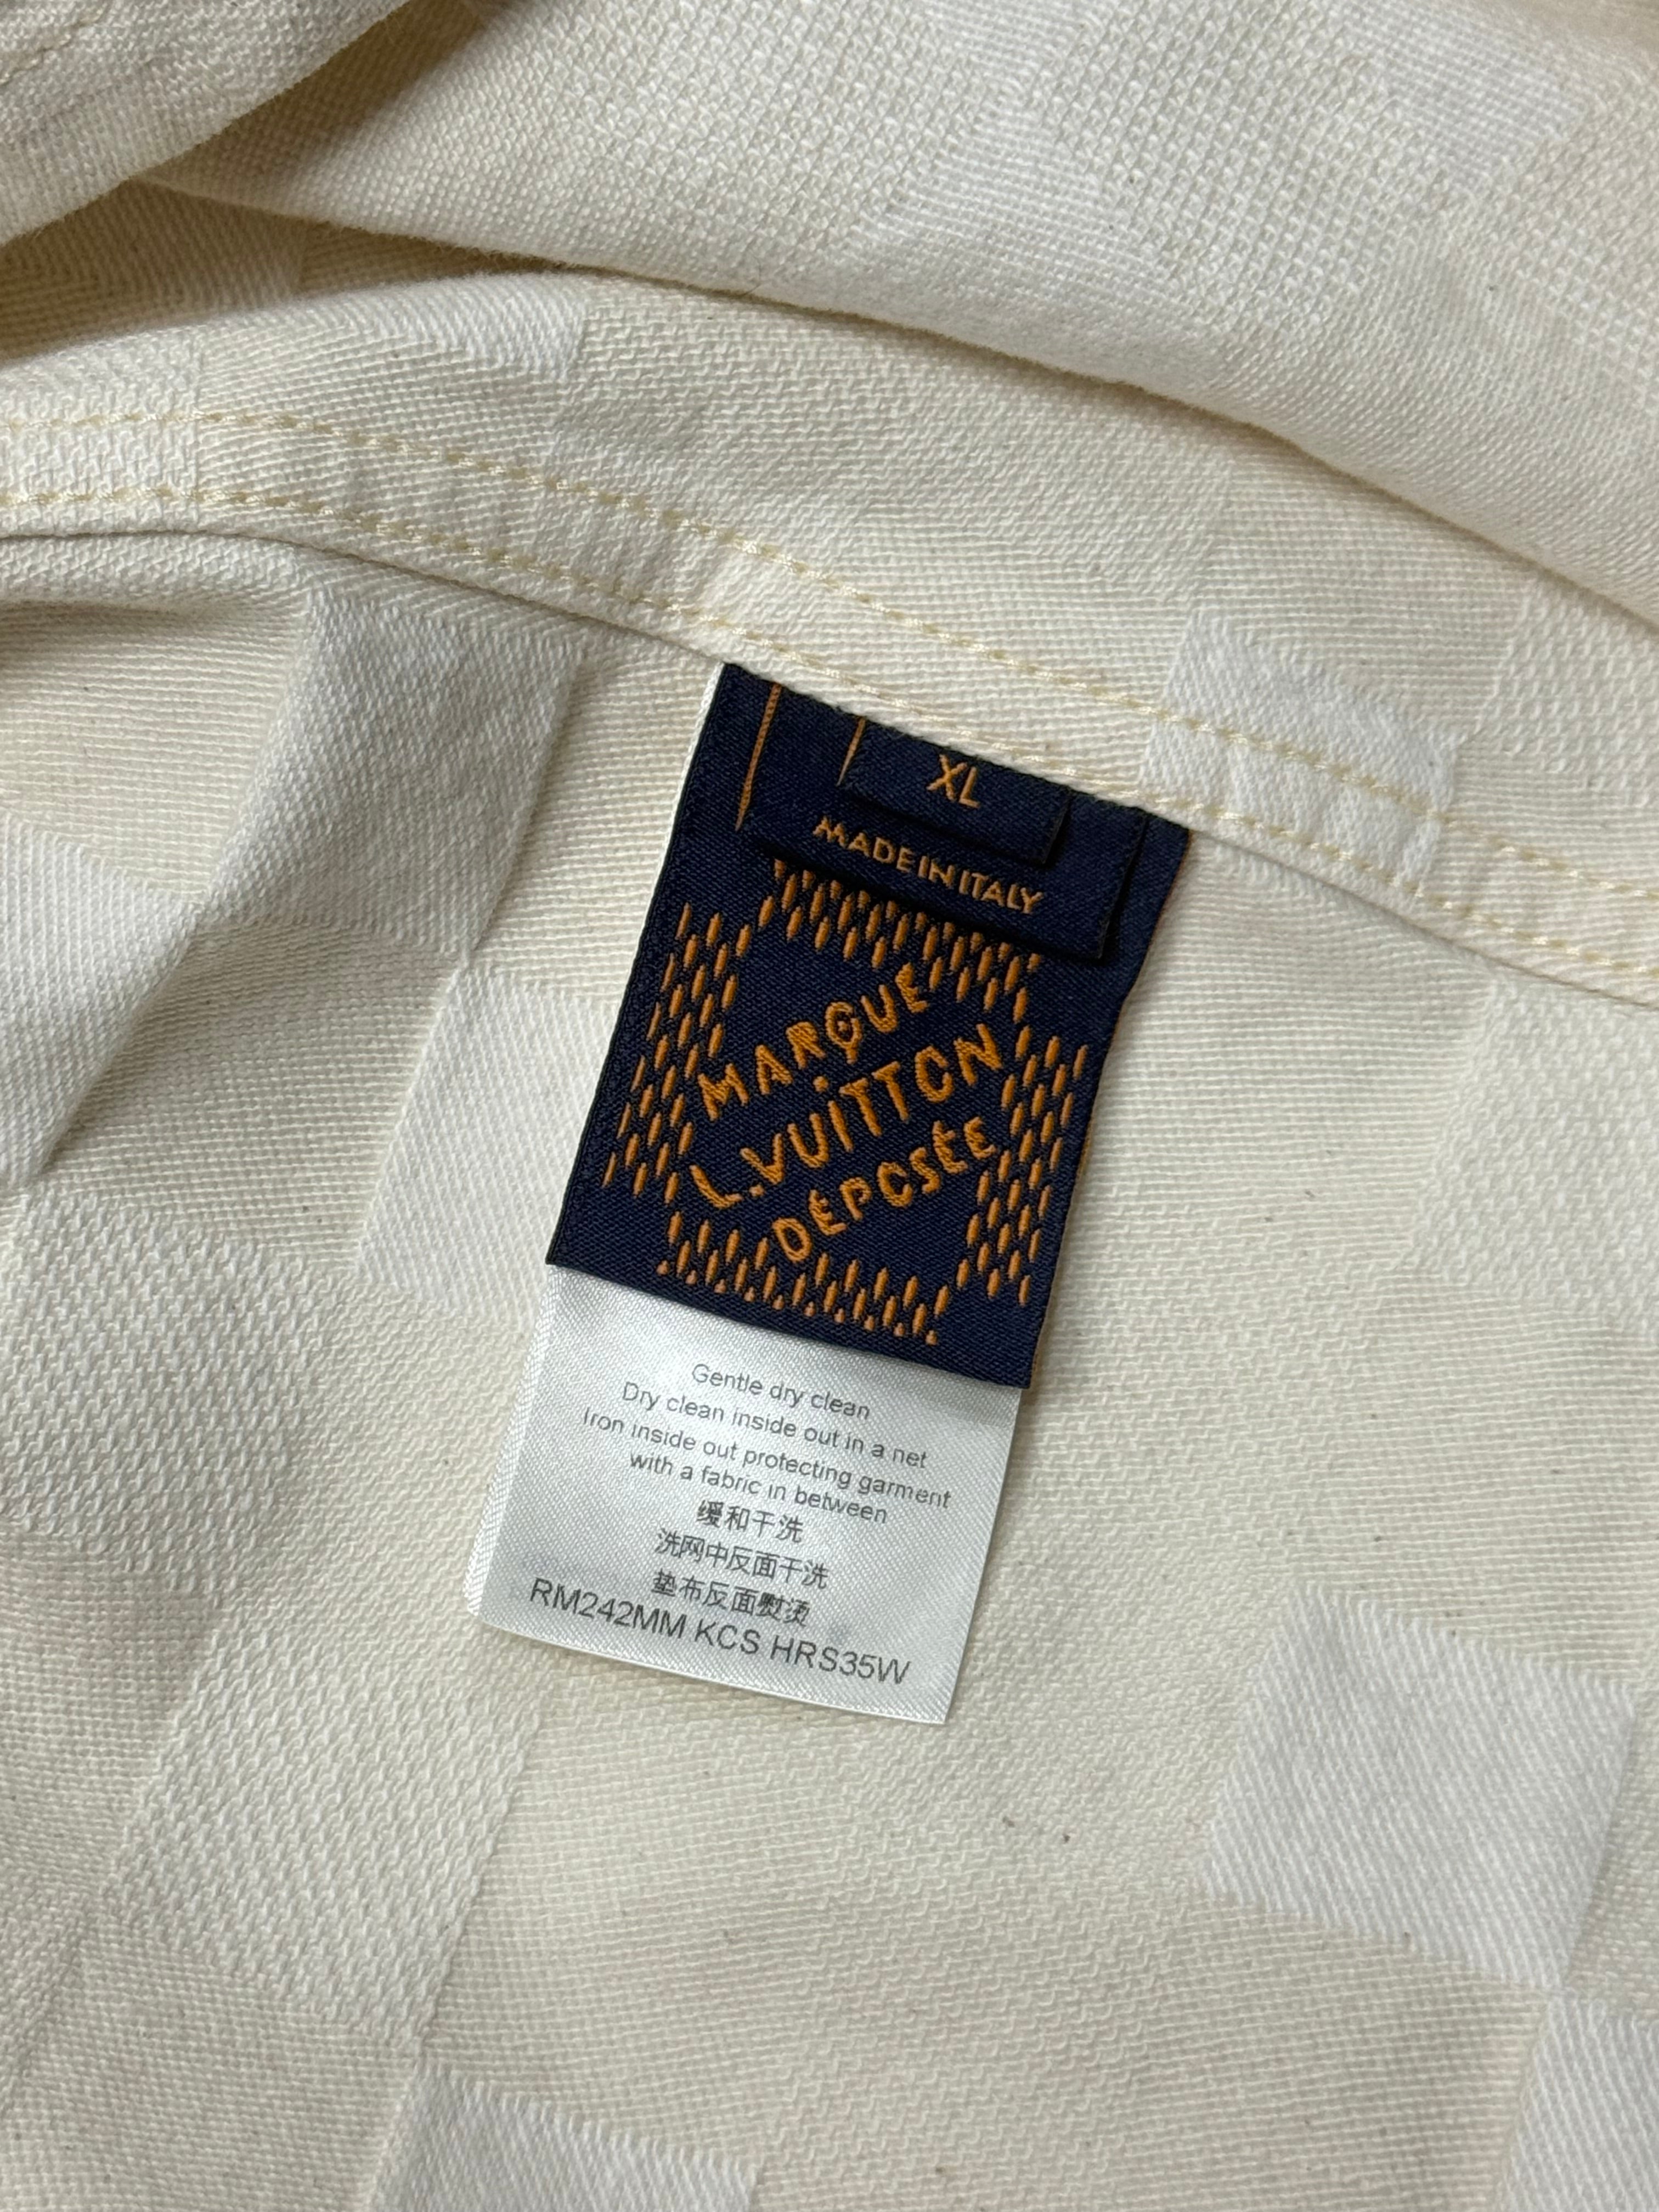 XL
MADE IN ITALY
MARQUE
L.VUiTTON
DÉPOSÉE
Gentle dry clean
Dry clean inside out in a net
Iron inside out protecting garment
with a fabric in between
缓和干洗
洗网中反面干洗
垫布反面熨烫
RM242MM KCS HRS35W